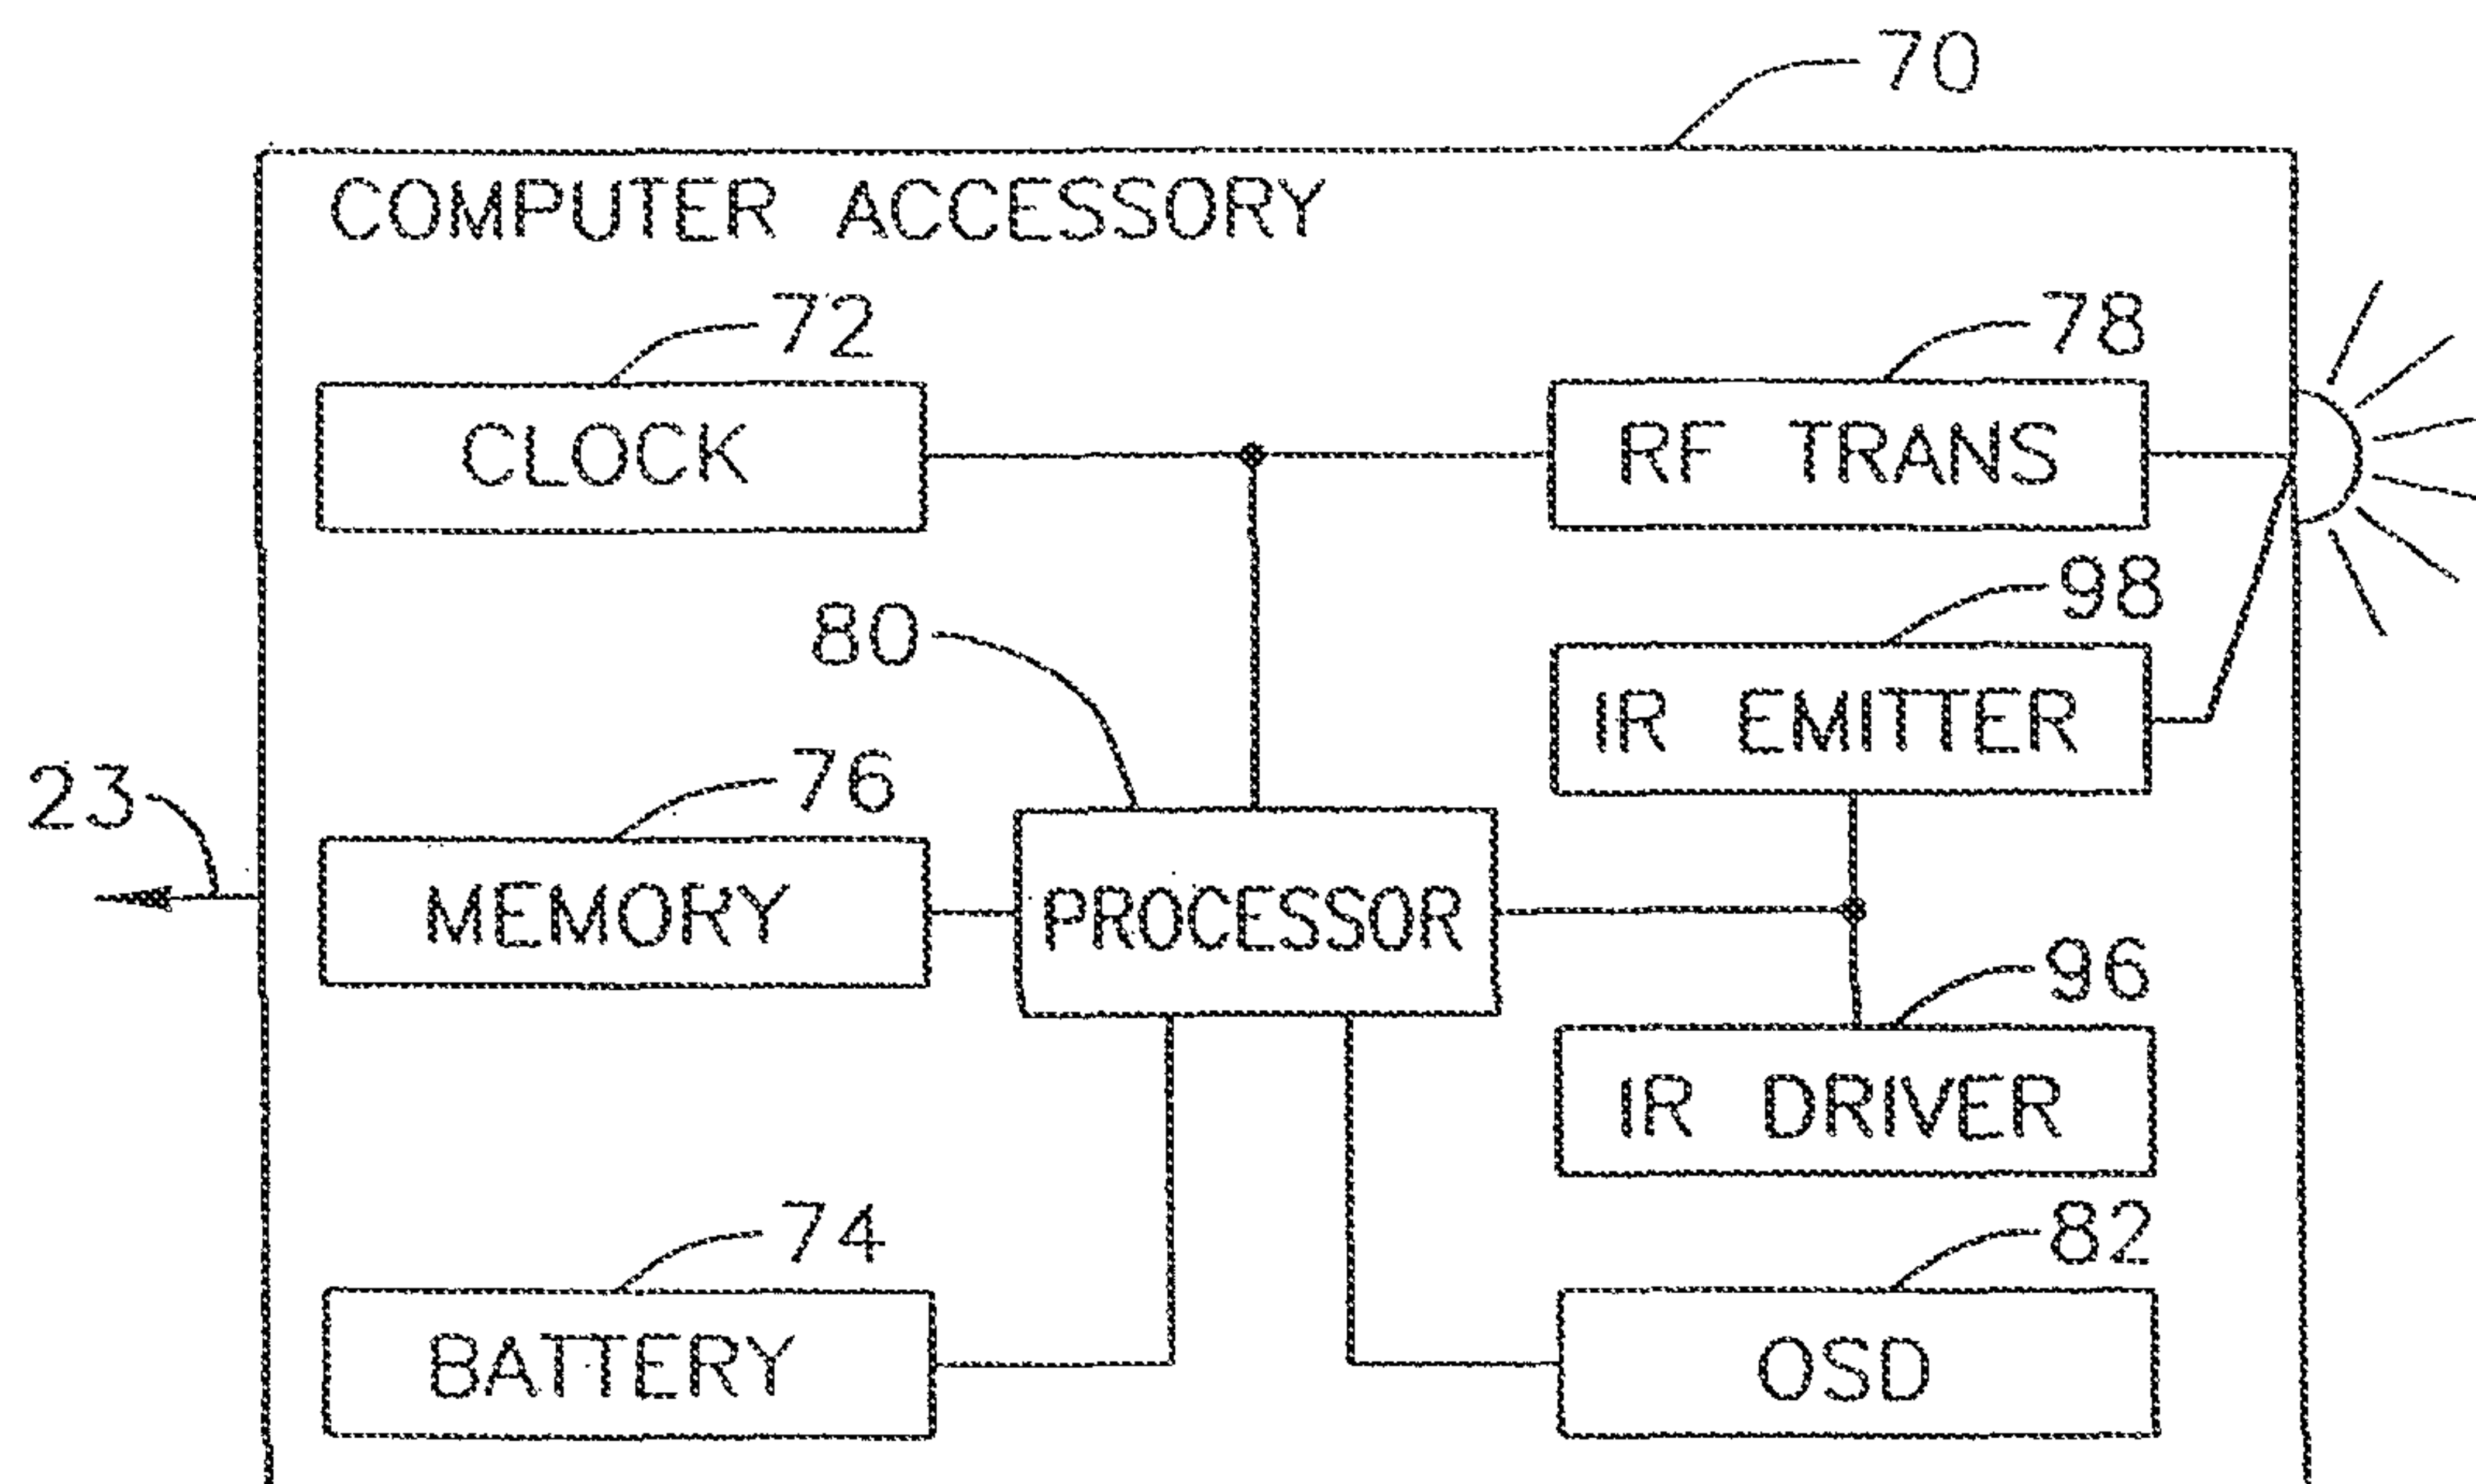 70
COMPUTER ACCESSORY
72
78
CLOCK
RF TRANS
98
80
IR EMITTER
76
23
MEMORY
PROCESSOR
96
IR DRIVER
74
82
BATTERY
OSD